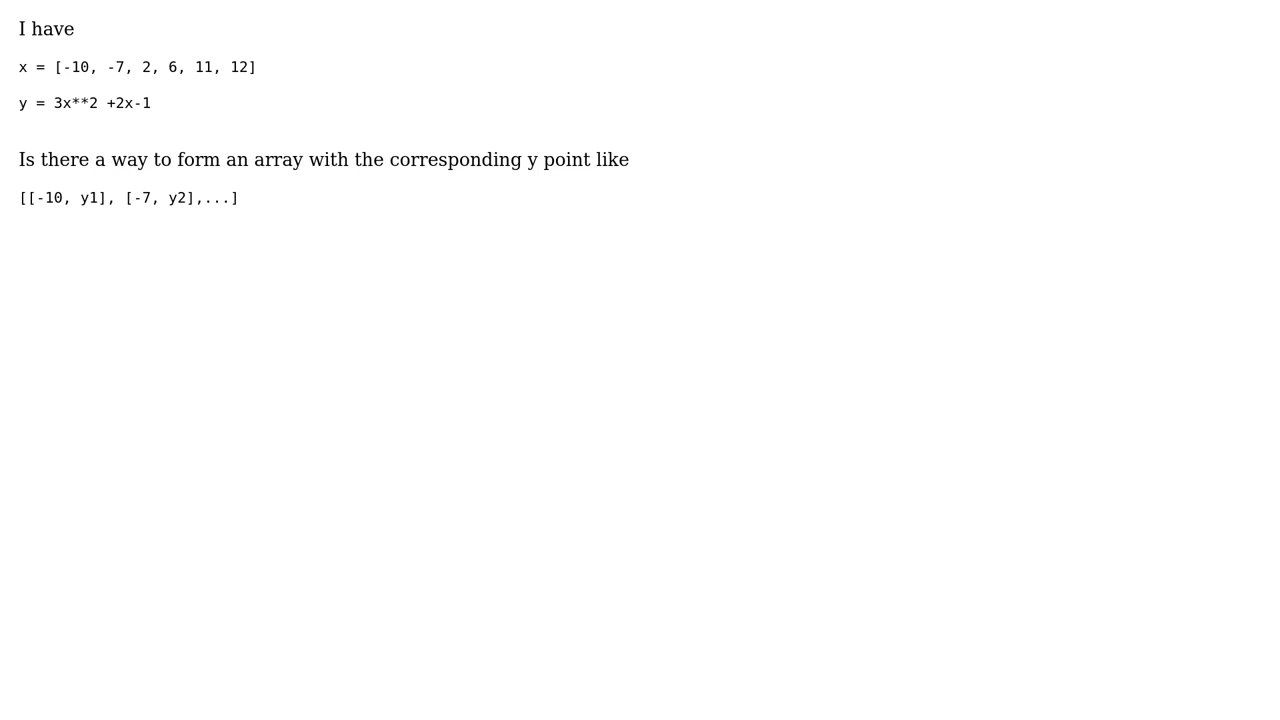 I have
x = [-10, -7, 2, 6, 11, 12]
y = 3x**2 +2x-1
Is there a way to form an array with the corresponding y point like
[[-10, y1], [-7, y2],...]